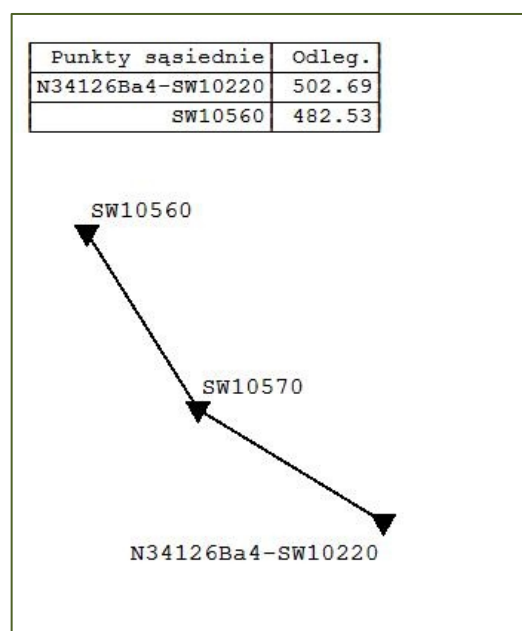 Punkty sąsiednie Odleg.
N34126Ba4-SW10220 502.69
SW10560 482.53
SW10560
SW10570
N34126Ba4-SW10220